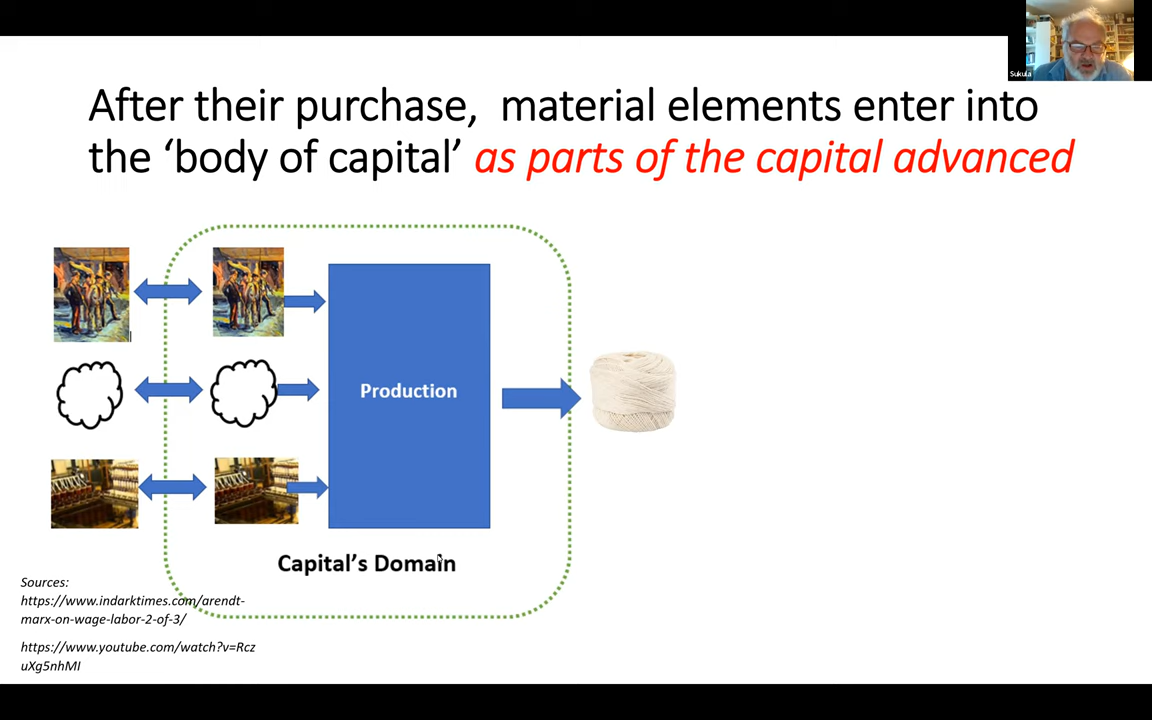 Sukula
After their purchase,  material elements enter into
the ‘body of capital’ as parts of the capital advanced
Production
Capital’s Domain
Sources:
https://www.indarktimes.com/arendt-
marx-on-wage-labor-2-of-3/
https://www.youtube.com/watch?v=Rcz
uXg5nhMI